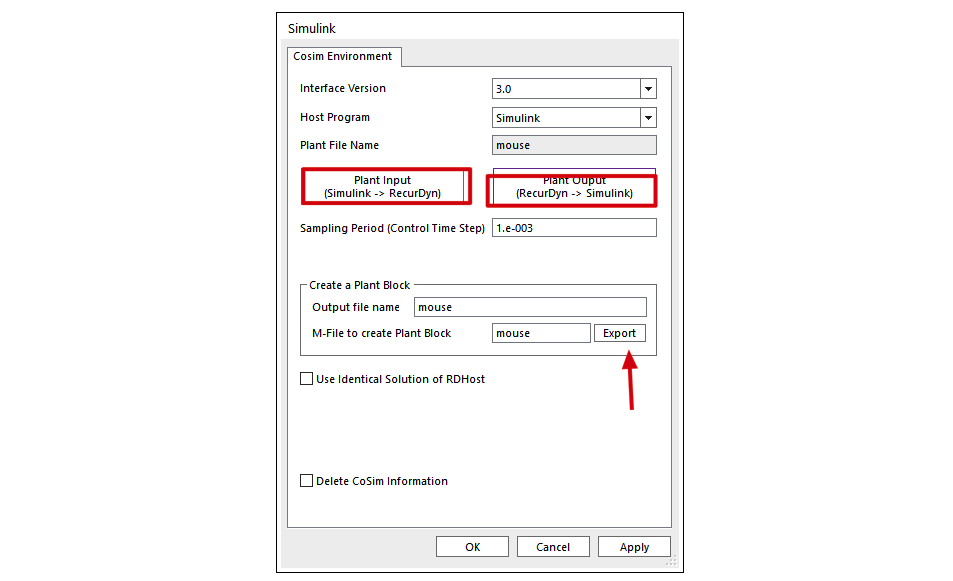 Simulink
Cosim Environment
Interface Version 3.0
Host Program Simulink
Plant File Name mouse
Plant Input
(Simulink -> RecurDyn)
Plant Ouput
(RecurDyn -> Simulink)
Sampling Period (Control Time Step) 1.e-003
Create a Plant Block
Output file name mouse
M-File to create Plant Block mouse Export
Use Identical Solution of RDHost
Delete CoSim Information
OK Cancel Apply